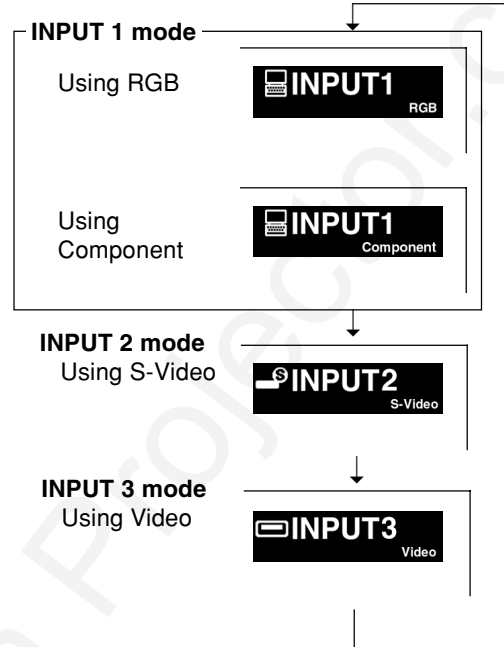 INPUT 1 mode
Using RGB
INPUT1
RGB
Using
Component
INPUT1
Component
INPUT 2 mode
Using S-Video
S
INPUT2
S-Video
INPUT 3 mode
Using Video
INPUT3
Video
Projector.c